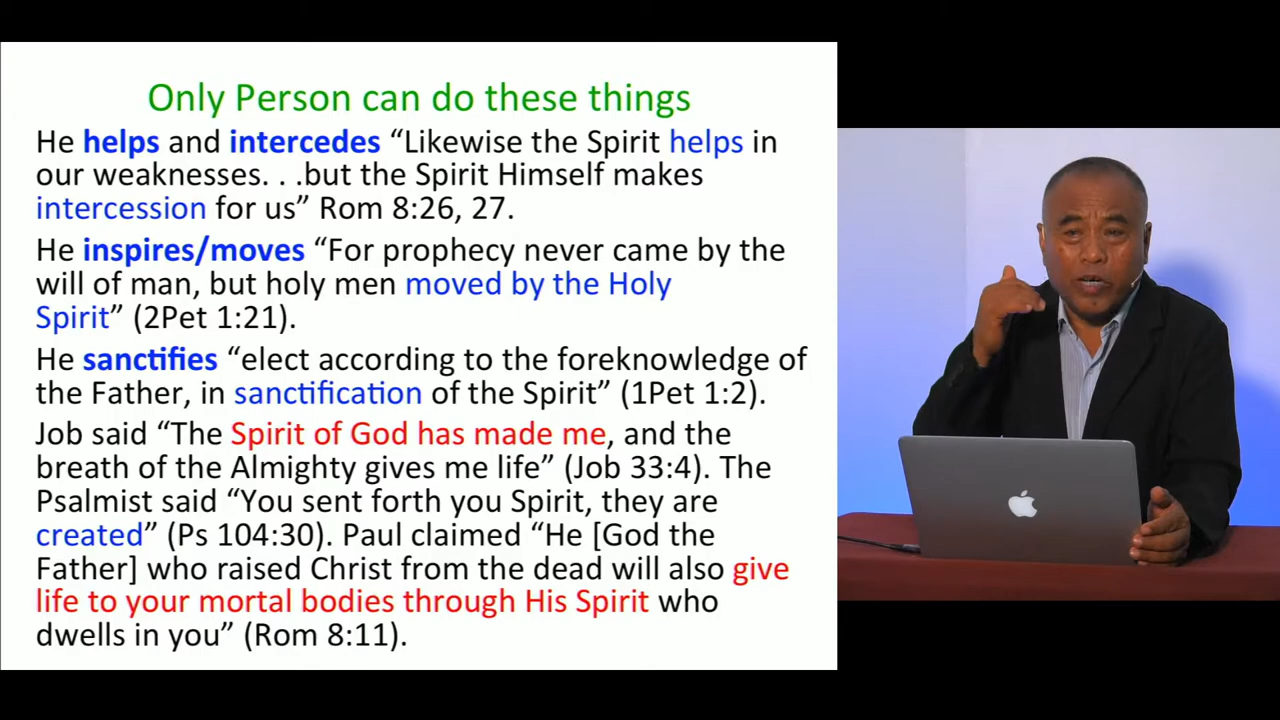 Only Person can do these things
He helps and intercedes “Likewise the Spirit helps in
our weaknesses. . .but the Spirit Himself makes
intercession for us” Rom 8:26, 27.
He inspires/moves “For prophecy never came by the
will of man, but holy men moved by the Holy
Spirit” (2Pet 1:21).
He sanctifies “elect according to the foreknowledge of
the Father, in sanctification of the Spirit” (1Pet 1:2).
Job said “The Spirit of God has made me, and the
breath of the Almighty gives me life” (Job 33:4). The
Psalmist said “You sent forth you Spirit, they are
created” (Ps 104:30). Paul claimed “He [God the
Father] who raised Christ from the dead will also give
life to your mortal bodies through His Spirit who
dwells in you” (Rom 8:11).